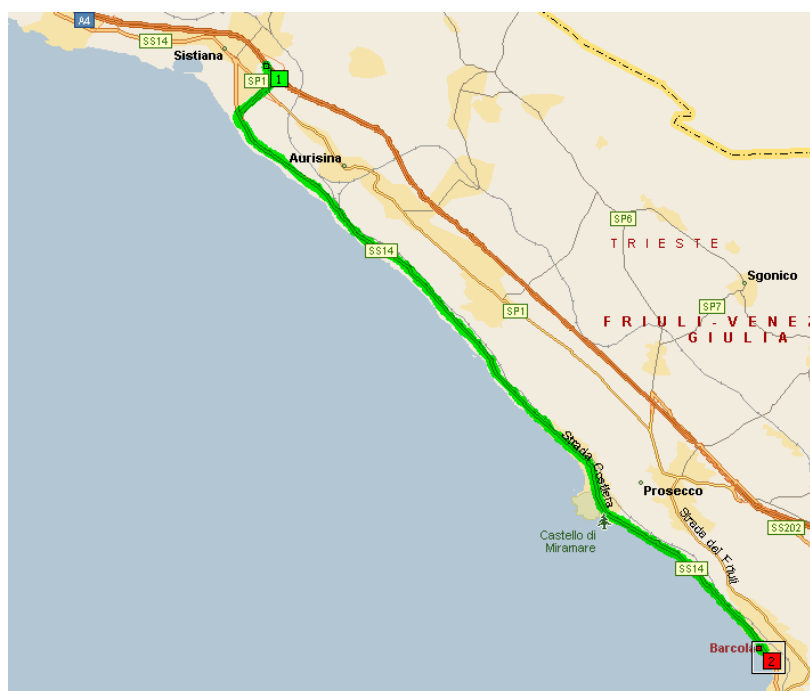 A4
SS14
Sistiana
SP1
1
Aurisina
SS14
SP6
TRIESTE
Sgonico
SP7
SP1
FRIULI-VENEZ
GIULIA
Strada Costiera
Prosecco
Castello di
Miramare
SS202
Strada del Friuli
SS14
Barcola
2